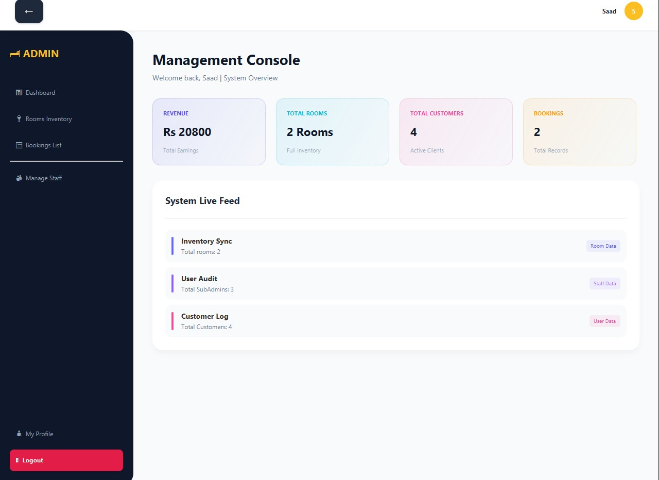 ←
Saad
S
ADMIN
Dashboard
Rooms Inventory
Bookings List
Manage Staff
My Profile
Logout
Management Console
Welcome back, Saad | System Overview
REVENUE
Rs 20800
Total Earnings
TOTAL ROOMS
2 Rooms
Full Inventory
TOTAL CUSTOMERS
4
Active Clients
BOOKINGS
2
Total Records
System Live Feed
Inventory Sync
Total rooms: 2
Room Data
User Audit
Total SubAdmins: 3
Staff Data
Customer Log
Total Customers: 4
User Data